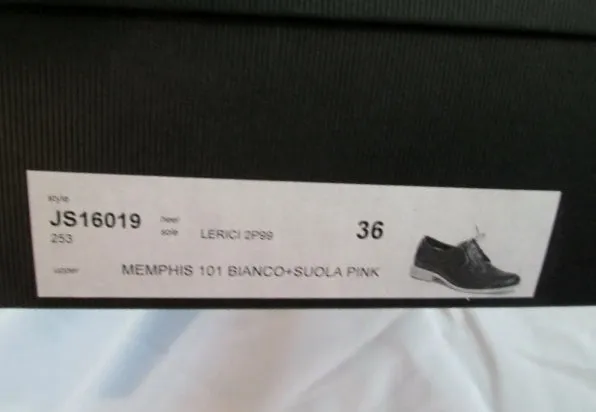 style
JS16019
253
heel
sole
LERICI 2P99
36
upper
MEMPHIS 101 BIANCO+SUOLA PINK